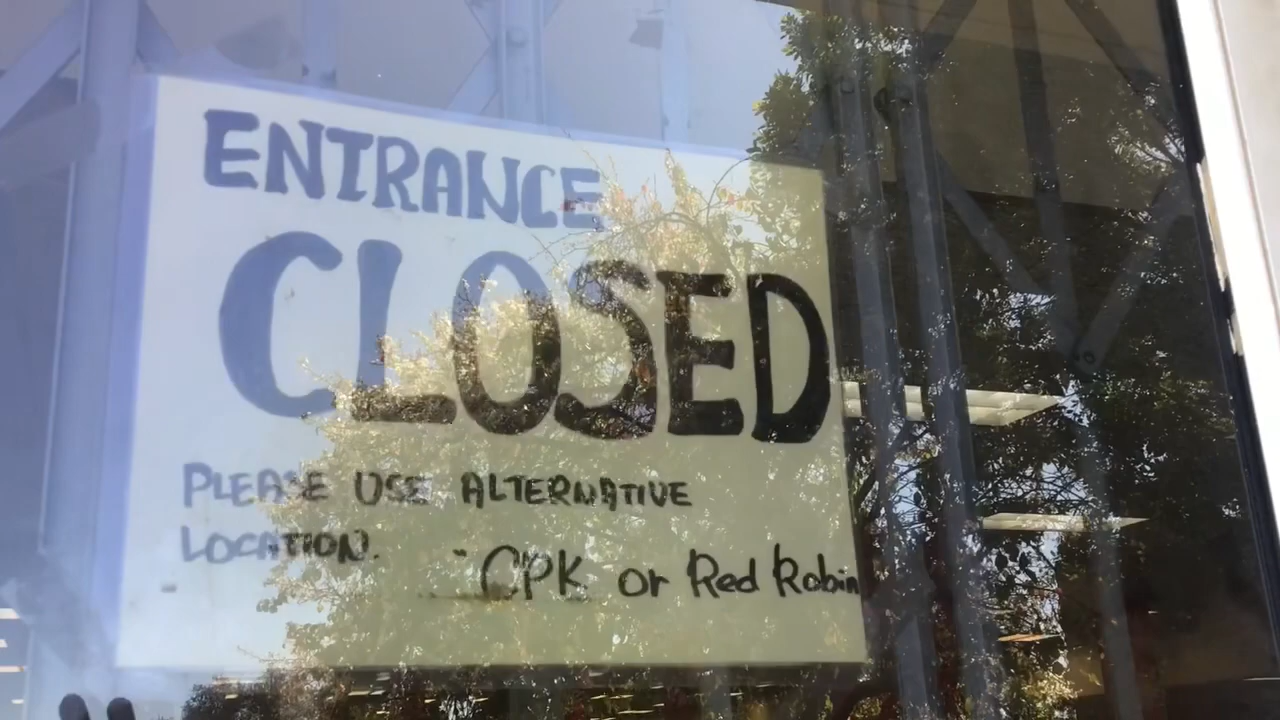 ENTRANCE
CLOSED
PLEASE USE ALTERNATIVE
LOCATION.
CPK or Red Robin